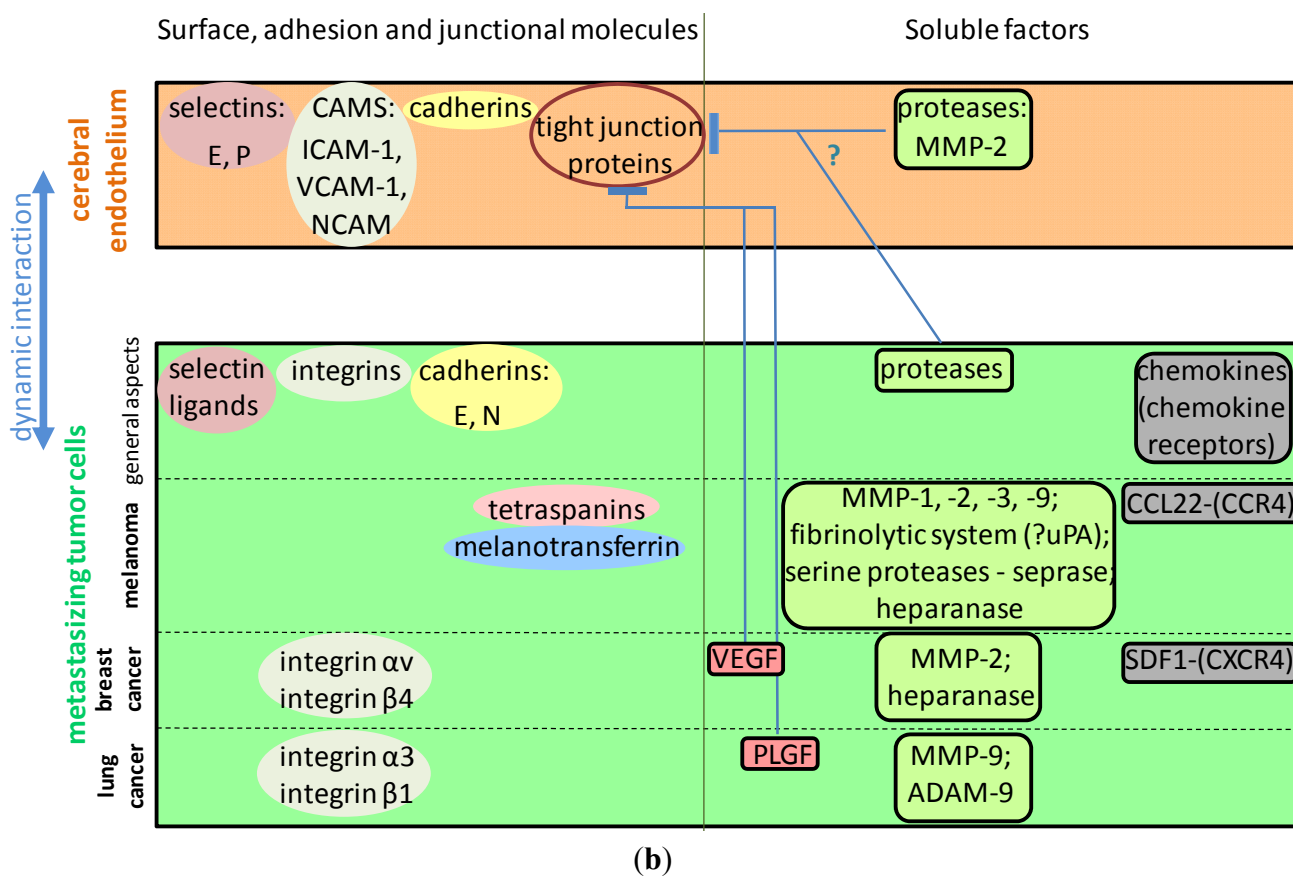 Surface, adhesion and junctional molecules
Soluble factors
cerebral
endothelium
selectins:
E, P
CAMS:
ICAM-1,
VCAM-1,
NCAM
cadherins
tight junction
proteins
?
proteases:
MMP-2
dynamic interaction
metastasizing tumor cells
general aspects
selectin
ligands
integrins
cadherins:
E, N
proteases
chemokines
(chemokine
receptors)
melanoma
tetraspanins
melanotransferrin
MMP-1, -2, -3, -9;
fibrinolytic system (?uPA);
serine proteases - seprase;
heparanase
CCL22-(CCR4)
breast
cancer
integrin αv
integrin β4
VEGF
MMP-2;
heparanase
SDF1-(CXCR4)
lung
cancer
integrin α3
integrin β1
PLGF
MMP-9;
ADAM-9
(b)